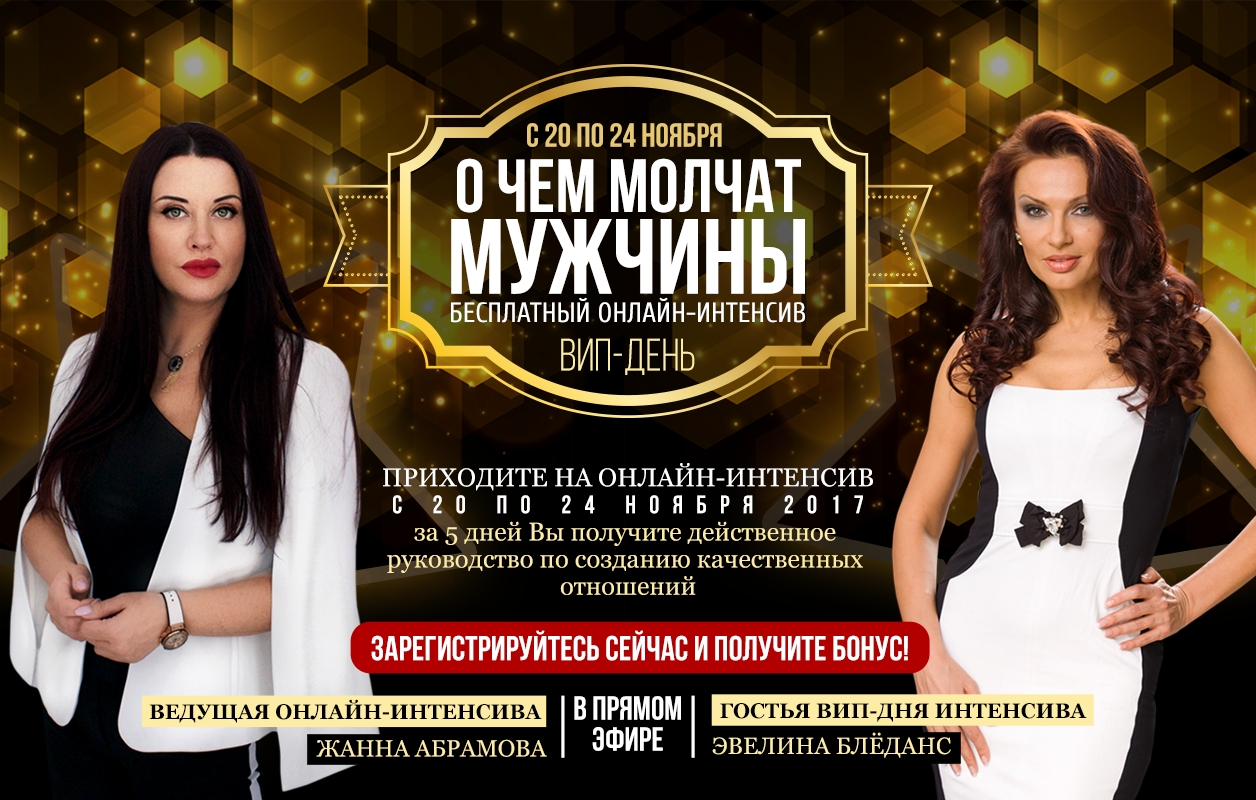 С 20 ПО 24 НОЯБРЯ
О ЧЕМ МОЛЧАТ
МУЖЧИНЫ
БЕСПЛАТНЫЙ ОНЛАЙН-ИНТЕНСИВ
ВИП-ДЕНЬ
ПРИХОДИТЕ НА ОНЛАЙН-ИНТЕНСИВ
С 20 ПО 24 НОЯБРЯ 2017
за 5 дней Вы получите действенное
руководство по созданию качественных
отношений
ЗАРЕГИСТРИРУЙТЕСЬ СЕЙЧАС И ПОЛУЧИТЕ БОНУС!
ВЕДУЩАЯ ОНЛАЙН-ИНТЕНСИВА
ЖАННА АБРАМОВА
В ПРЯМОМ
ЭФИРЕ
ГОСТЬЯ ВИП-ДНЯ ИНТЕНСИВА
ЭВЕЛИНА БЛЁДАНС